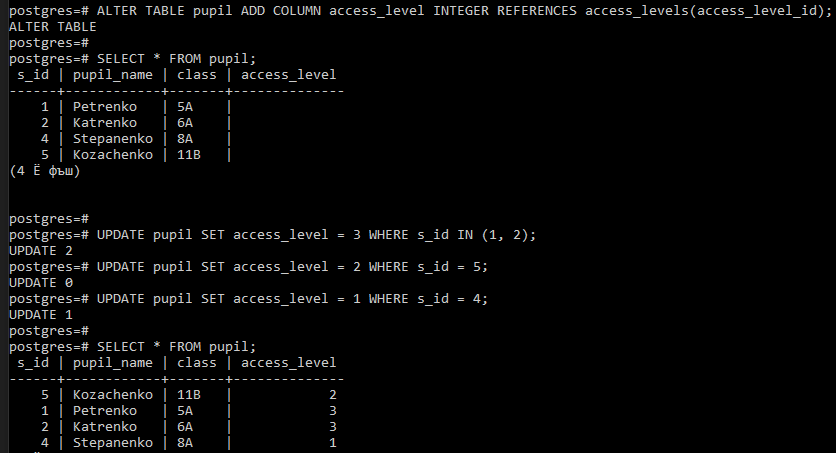 postgres=# ALTER TABLE pupil ADD COLUMN access_level INTEGER REFERENCES access_levels(access_level_id);
ALTER TABLE
postgres=#
postgres=# SELECT * FROM pupil;
 s_id | pupil_name | class | access_level
------+------------+-------+--------------
    1 | Petrenko   | 5A    |
    2 | Katrenko   | 6A    |
    4 | Stepanenko | 8A    |
    5 | Kozachenko | 11B   |
(4 Ё фъш)
postgres=#
postgres=# UPDATE pupil SET access_level = 3 WHERE s_id IN (1, 2);
UPDATE 2
postgres=# UPDATE pupil SET access_level = 2 WHERE s_id = 5;
UPDATE 0
postgres=# UPDATE pupil SET access_level = 1 WHERE s_id = 4;
UPDATE 1
postgres=#
postgres=# SELECT * FROM pupil;
 s_id | pupil_name | class | access_level
------+------------+-------+--------------
    5 | Kozachenko | 11B   |            2
    1 | Petrenko   | 5A    |            3
    2 | Katrenko   | 6A    |            3
    4 | Stepanenko | 8A    |            1